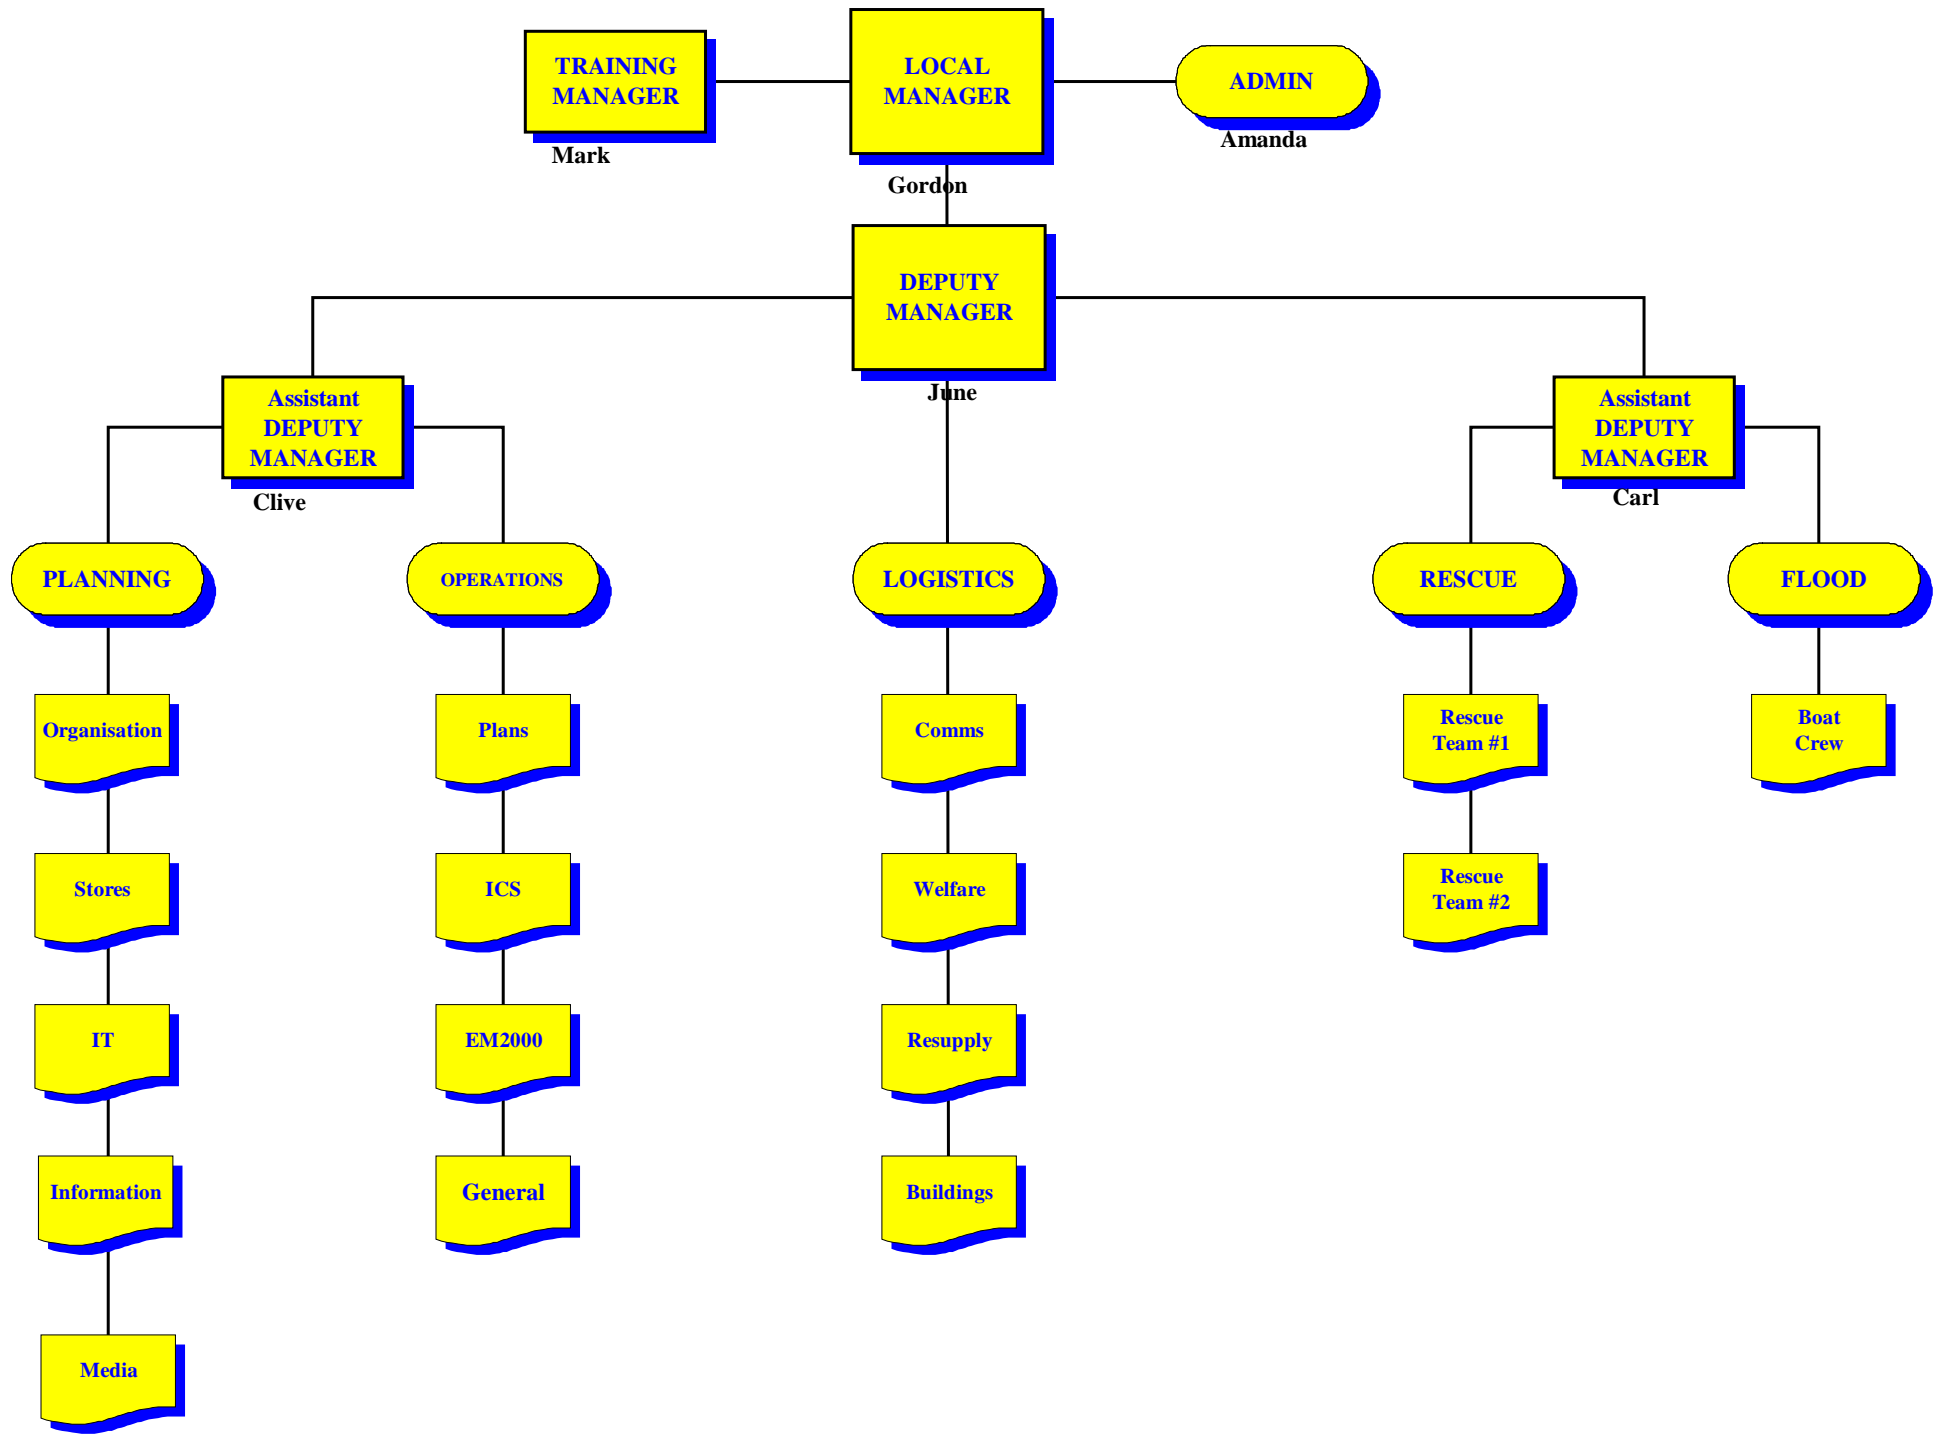 TRAINING
MANAGER
Mark
LOCAL
MANAGER
Gordon
ADMIN
Amanda
DEPUTY
MANAGER
June
Assistant
DEPUTY
MANAGER
Clive
Assistant
DEPUTY
MANAGER
Carl
PLANNING
OPERATIONS
LOGISTICS
RESCUE
FLOOD
Organisation
Plans
Comms
Rescue
Team #1
Boat
Crew
Stores
ICS
Welfare
Rescue
Team #2
IT
EM2000
Resupply
Information
General
Buildings
Media